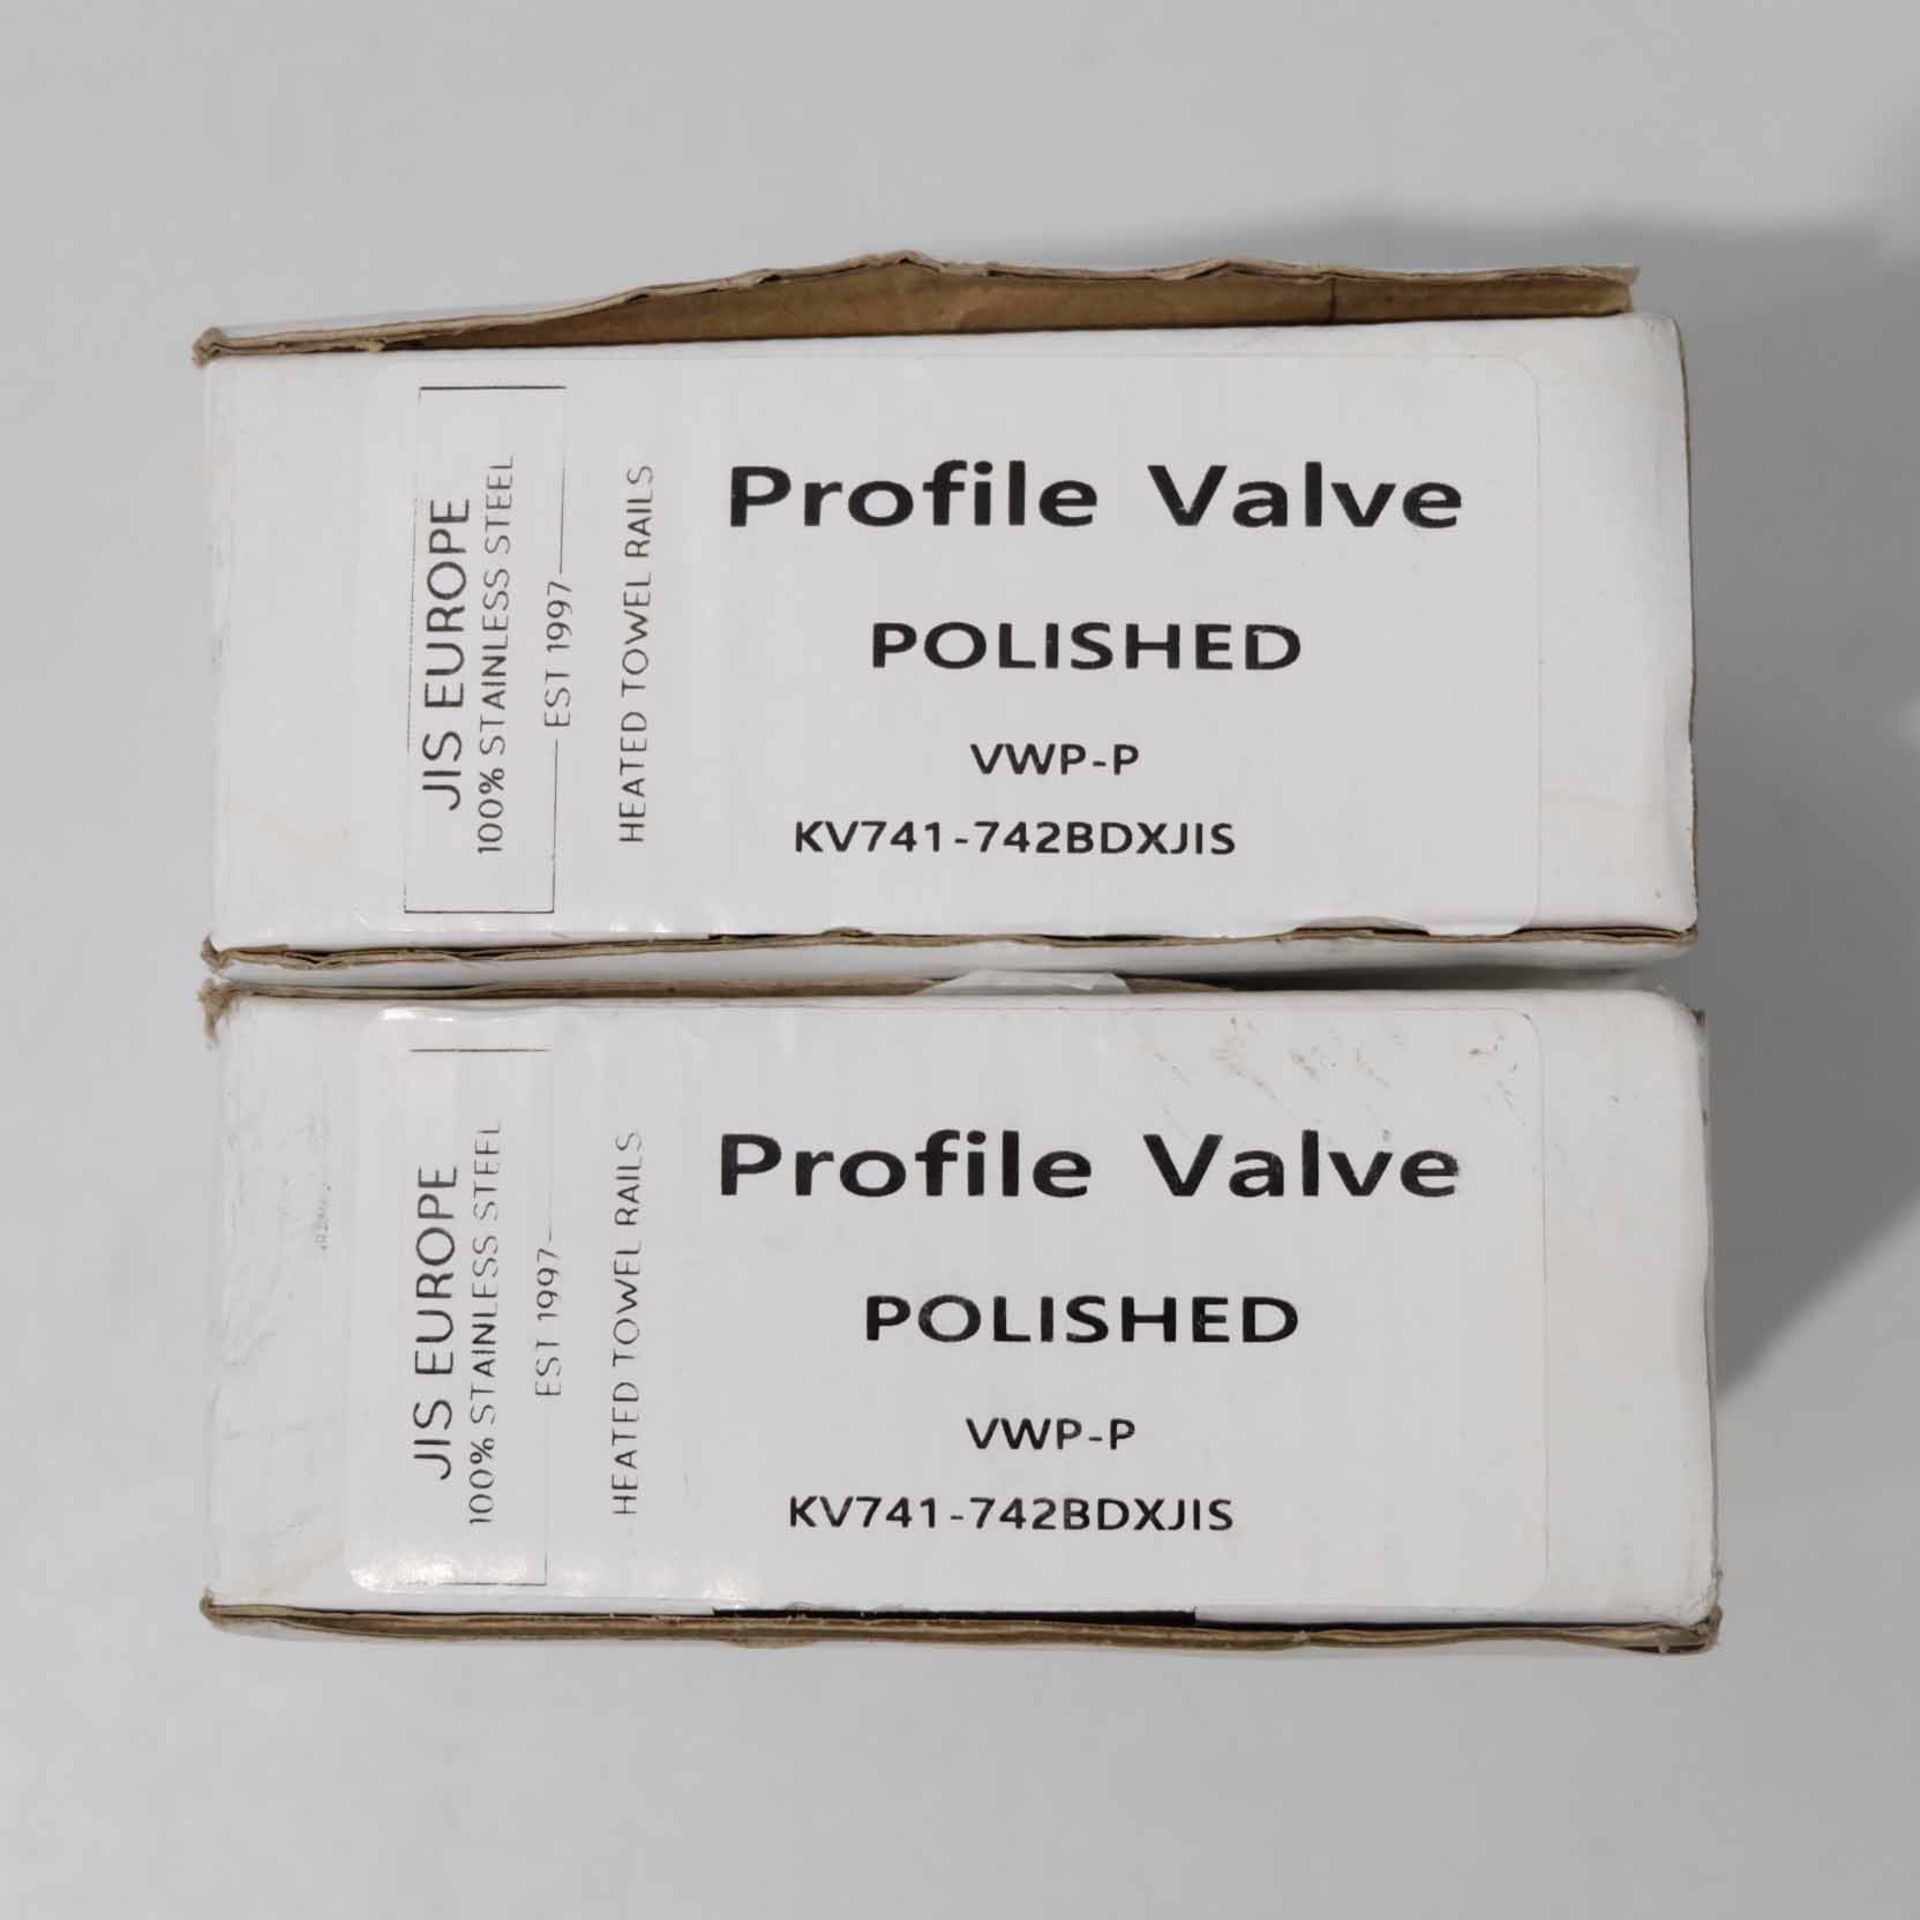 JIS EUROPE
100% STAINLESS STEEL
EST 1997
HEATED TOWEL RAILS
Profile Valve
POLISHED
VWP-P
KV741-742BDXJIS
JIS EUROPE
100% STAINLESS STEEL
EST 1997
HEATED TOWEL RAILS
Profile Valve
POLISHED
VWP-P
KV741-742BDXJIS